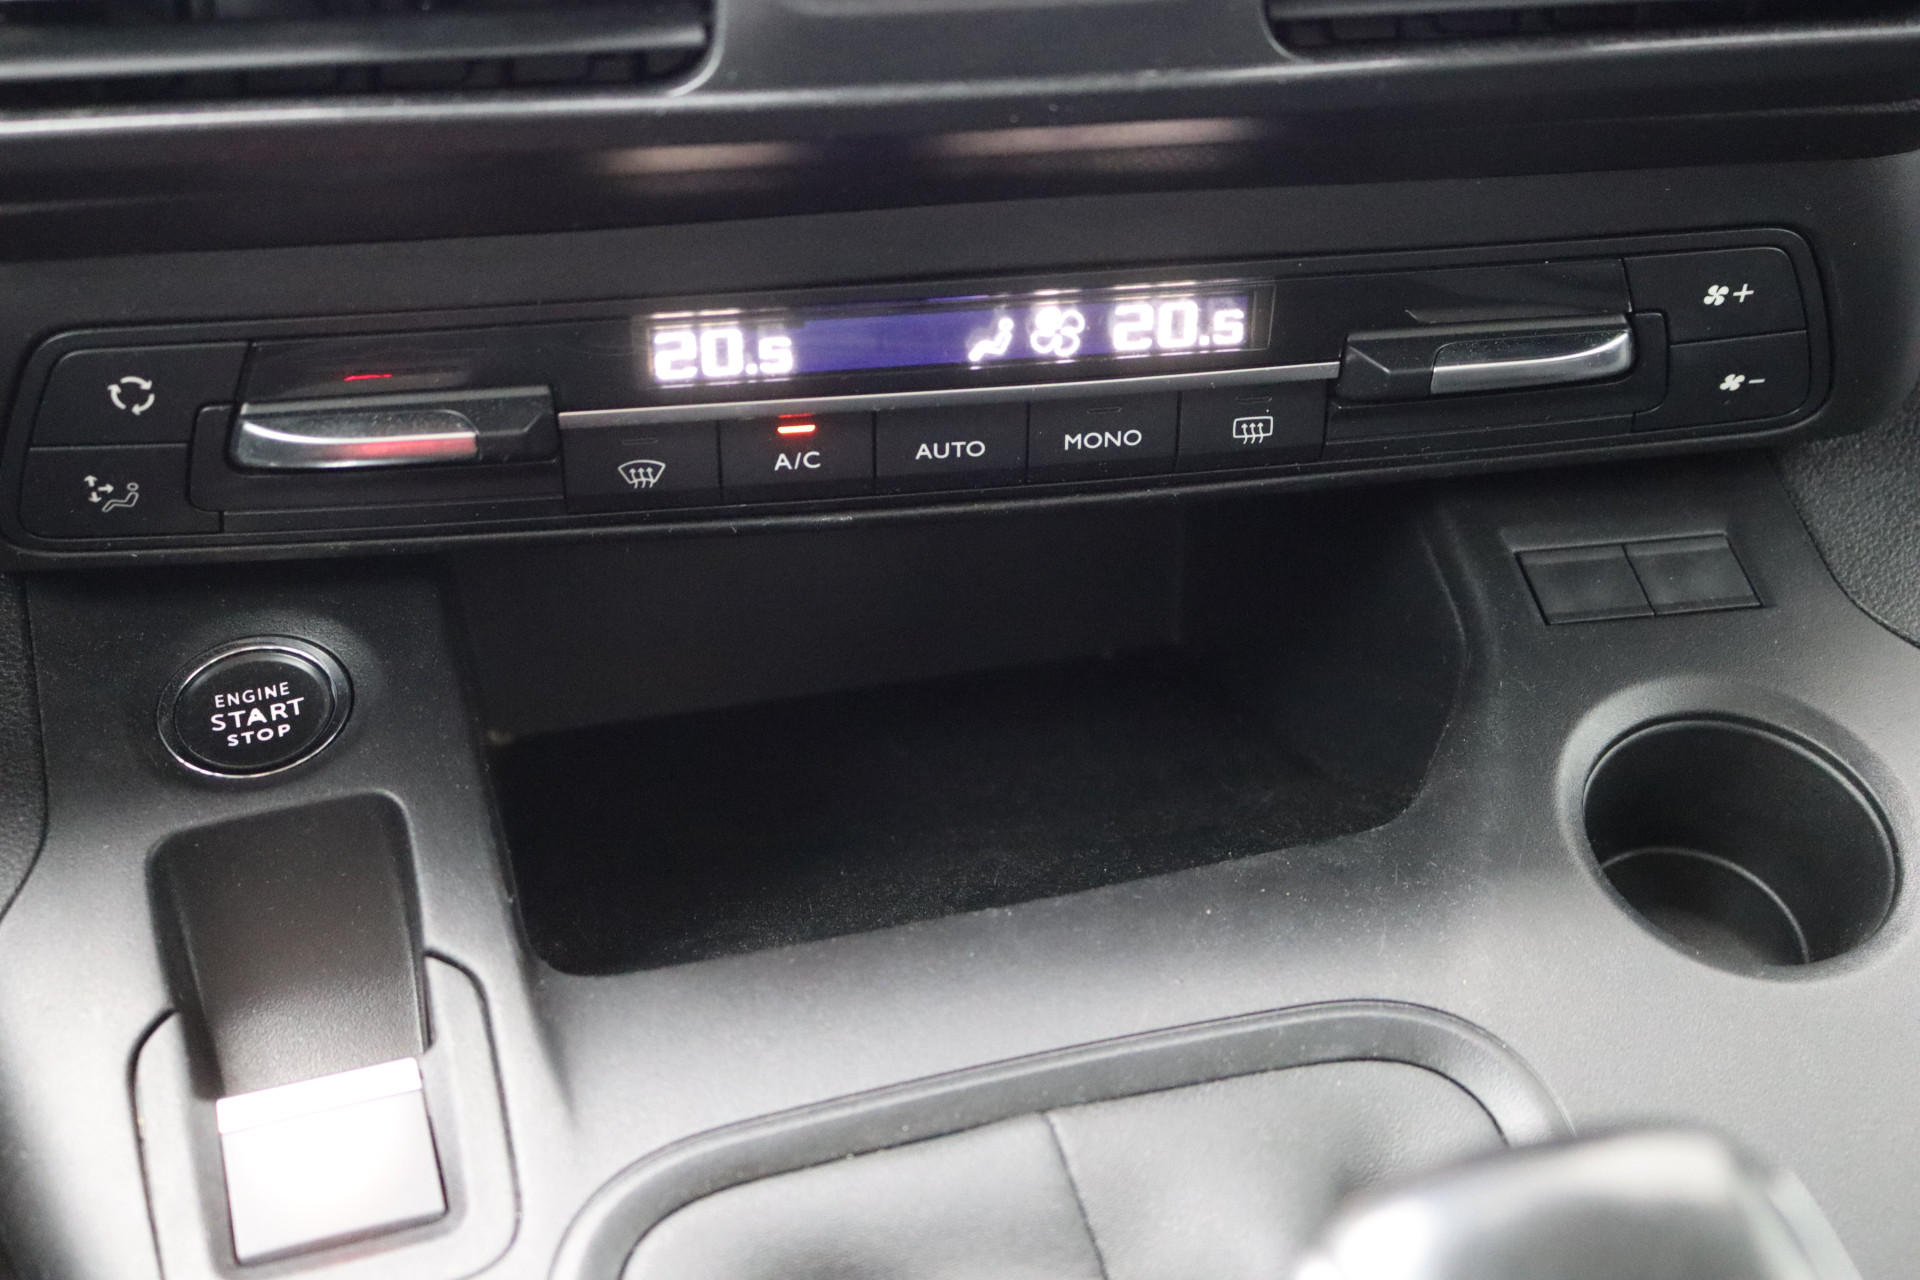 20.5 20.5
A/C AUTO MONO
ENGINE
START
STOP